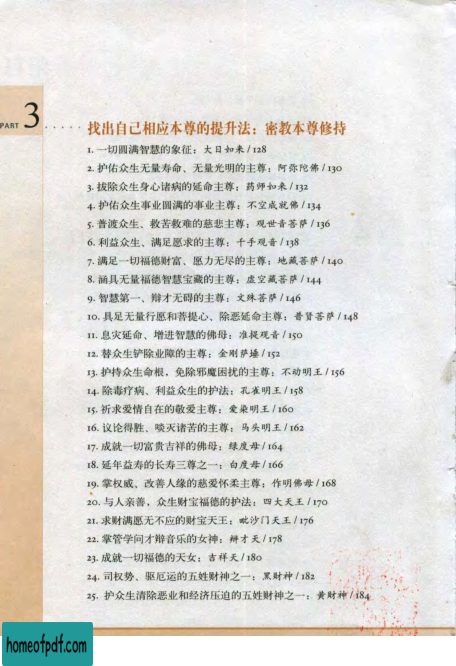 PART 3
找出自己相应本尊的提升法：密教本尊修持
1. 一切圆满智慧的象征：大日如来 / 128
2. 护佑众生无量寿命、无量光明的主尊：阿弥陀佛 / 130
3. 拔除众生身心诸病的延命主尊：药师如来 / 132
4. 护佑众生事业圆满的事业主尊：不空成就佛 / 134
5. 普渡众生、救苦救难的慈悲主尊：观世音菩萨 / 136
6. 利益众生、满足愿求的主尊：千手观音 / 138
7. 满足一切福德财富、愿力无尽的主尊：地藏菩萨 / 140
8. 涵具无量福德智慧宝藏的主尊：虚空藏菩萨 / 144
9. 智慧第一、辩才无碍的主尊：文殊菩萨 / 146
10. 具足无量行愿和菩提心、除恶延命主尊：普贤菩萨 / 148
11. 息灾延命、增进智慧的佛母：准提观音 / 150
12. 替众生铲除业障的主尊：金刚萨埵 / 152
13. 护持众生命根、免除邪魔困扰的主尊：不动明王 / 156
14. 除毒疗病、利益众生的护法：孔雀明王 / 158
15. 祈求爱情自在的敬爱主尊：爱染明王 / 160
16. 议论得胜、啖灭诸苦的主尊：马头明王 / 162
17. 成就一切富贵吉祥的佛母：绿度母 / 164
18. 延年益寿的长寿三尊之一：白度母 / 166
19. 掌权威、改善人缘的慈爱怀柔主尊：作明佛母 / 168
20. 与人亲善，众生财宝福德的护法：四大天王 / 170
21. 求财满愿无不应的财宝天王：毗沙门天王 / 176
22. 掌管学问才辩音乐的女神：辩才天 / 178
23. 成就一切福德的天女：吉祥天 / 180
24. 司权势、驱厄运的五姓财神之一：黑财神 / 182
25. 护众生清除恶业和经济压迫的五姓财神之一：黄财神 / 184
homeofpdf.com